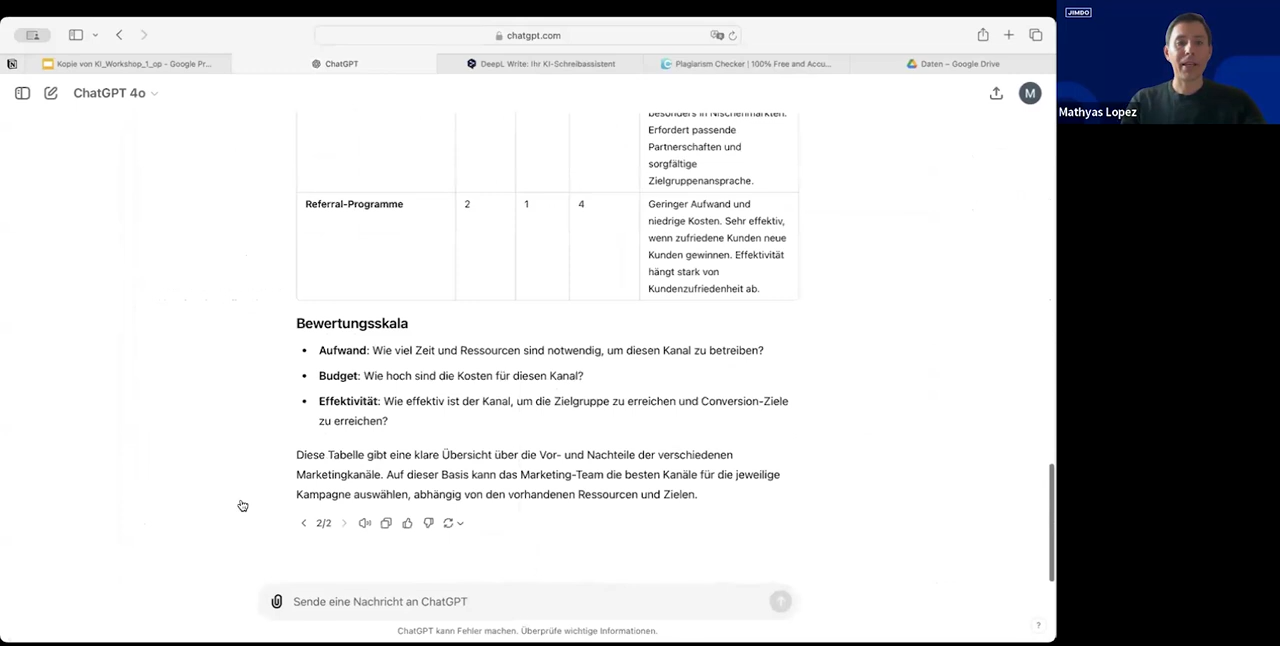 JIMDO
chatgpt.com
Kopie von KI_Workshop_1_op - Google Pr...
ChatGPT
DeepL Write: Ihr KI-Schreibassistent
Plagiarism Checker | 100% Free and Accu...
Daten – Google Drive
ChatGPT 4o
M
Mathyas Lopez
besonders in Nischenmärkten.
Erfordert passende
Partnerschaften und
sorgfältige
Zielgruppenansprache.
Referral-Programme 2 1 4 Geringer Aufwand und
niedrige Kosten. Sehr effektiv,
wenn zufriedene Kunden neue
Kunden gewinnen. Effektivität
hängt stark von
Kundenzufriedenheit ab.
Bewertungsskala
• Aufwand: Wie viel Zeit und Ressourcen sind notwendig, um diesen Kanal zu betreiben?
• Budget: Wie hoch sind die Kosten für diesen Kanal?
• Effektivität: Wie effektiv ist der Kanal, um die Zielgruppe zu erreichen und Conversion-Ziele
zu erreichen?
Diese Tabelle gibt eine klare Übersicht über die Vor- und Nachteile der verschiedenen
Marketingkanäle. Auf dieser Basis kann das Marketing-Team die besten Kanäle für die jeweilige
Kampagne auswählen, abhängig von den vorhandenen Ressourcen und Zielen.
2/2
Sende eine Nachricht an ChatGPT
ChatGPT kann Fehler machen. Überprüfe wichtige Informationen.
?